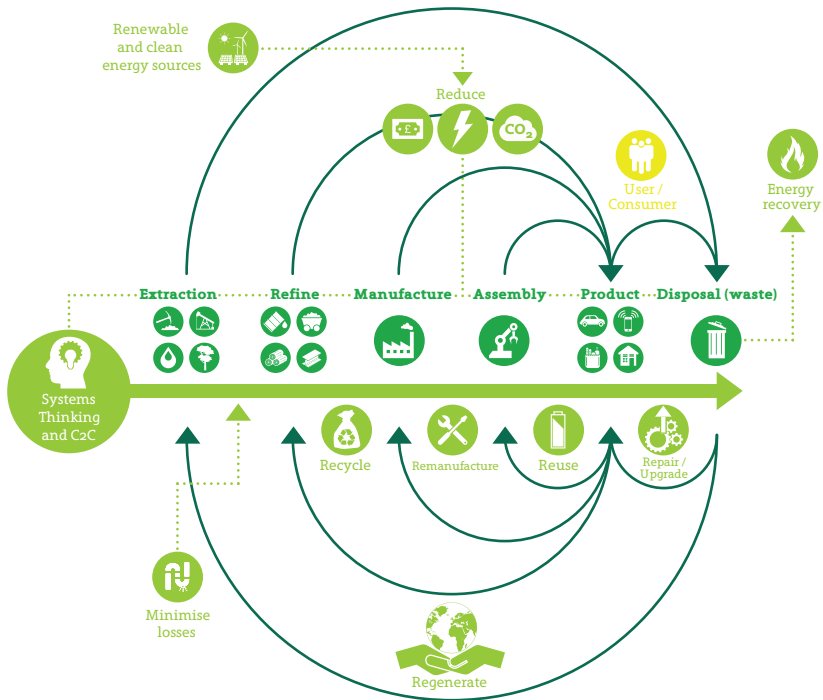 Renewable
and clean
energy sources
Reduce
£
CO₂
User /
Consumer
Energy
recovery
Extraction
Refine
Manufacture
Assembly
Product
Disposal (waste)
Systems
Thinking
and C2C
Recycle
Remanufacture
Reuse
Repair /
Upgrade
Minimise
losses
Regenerate